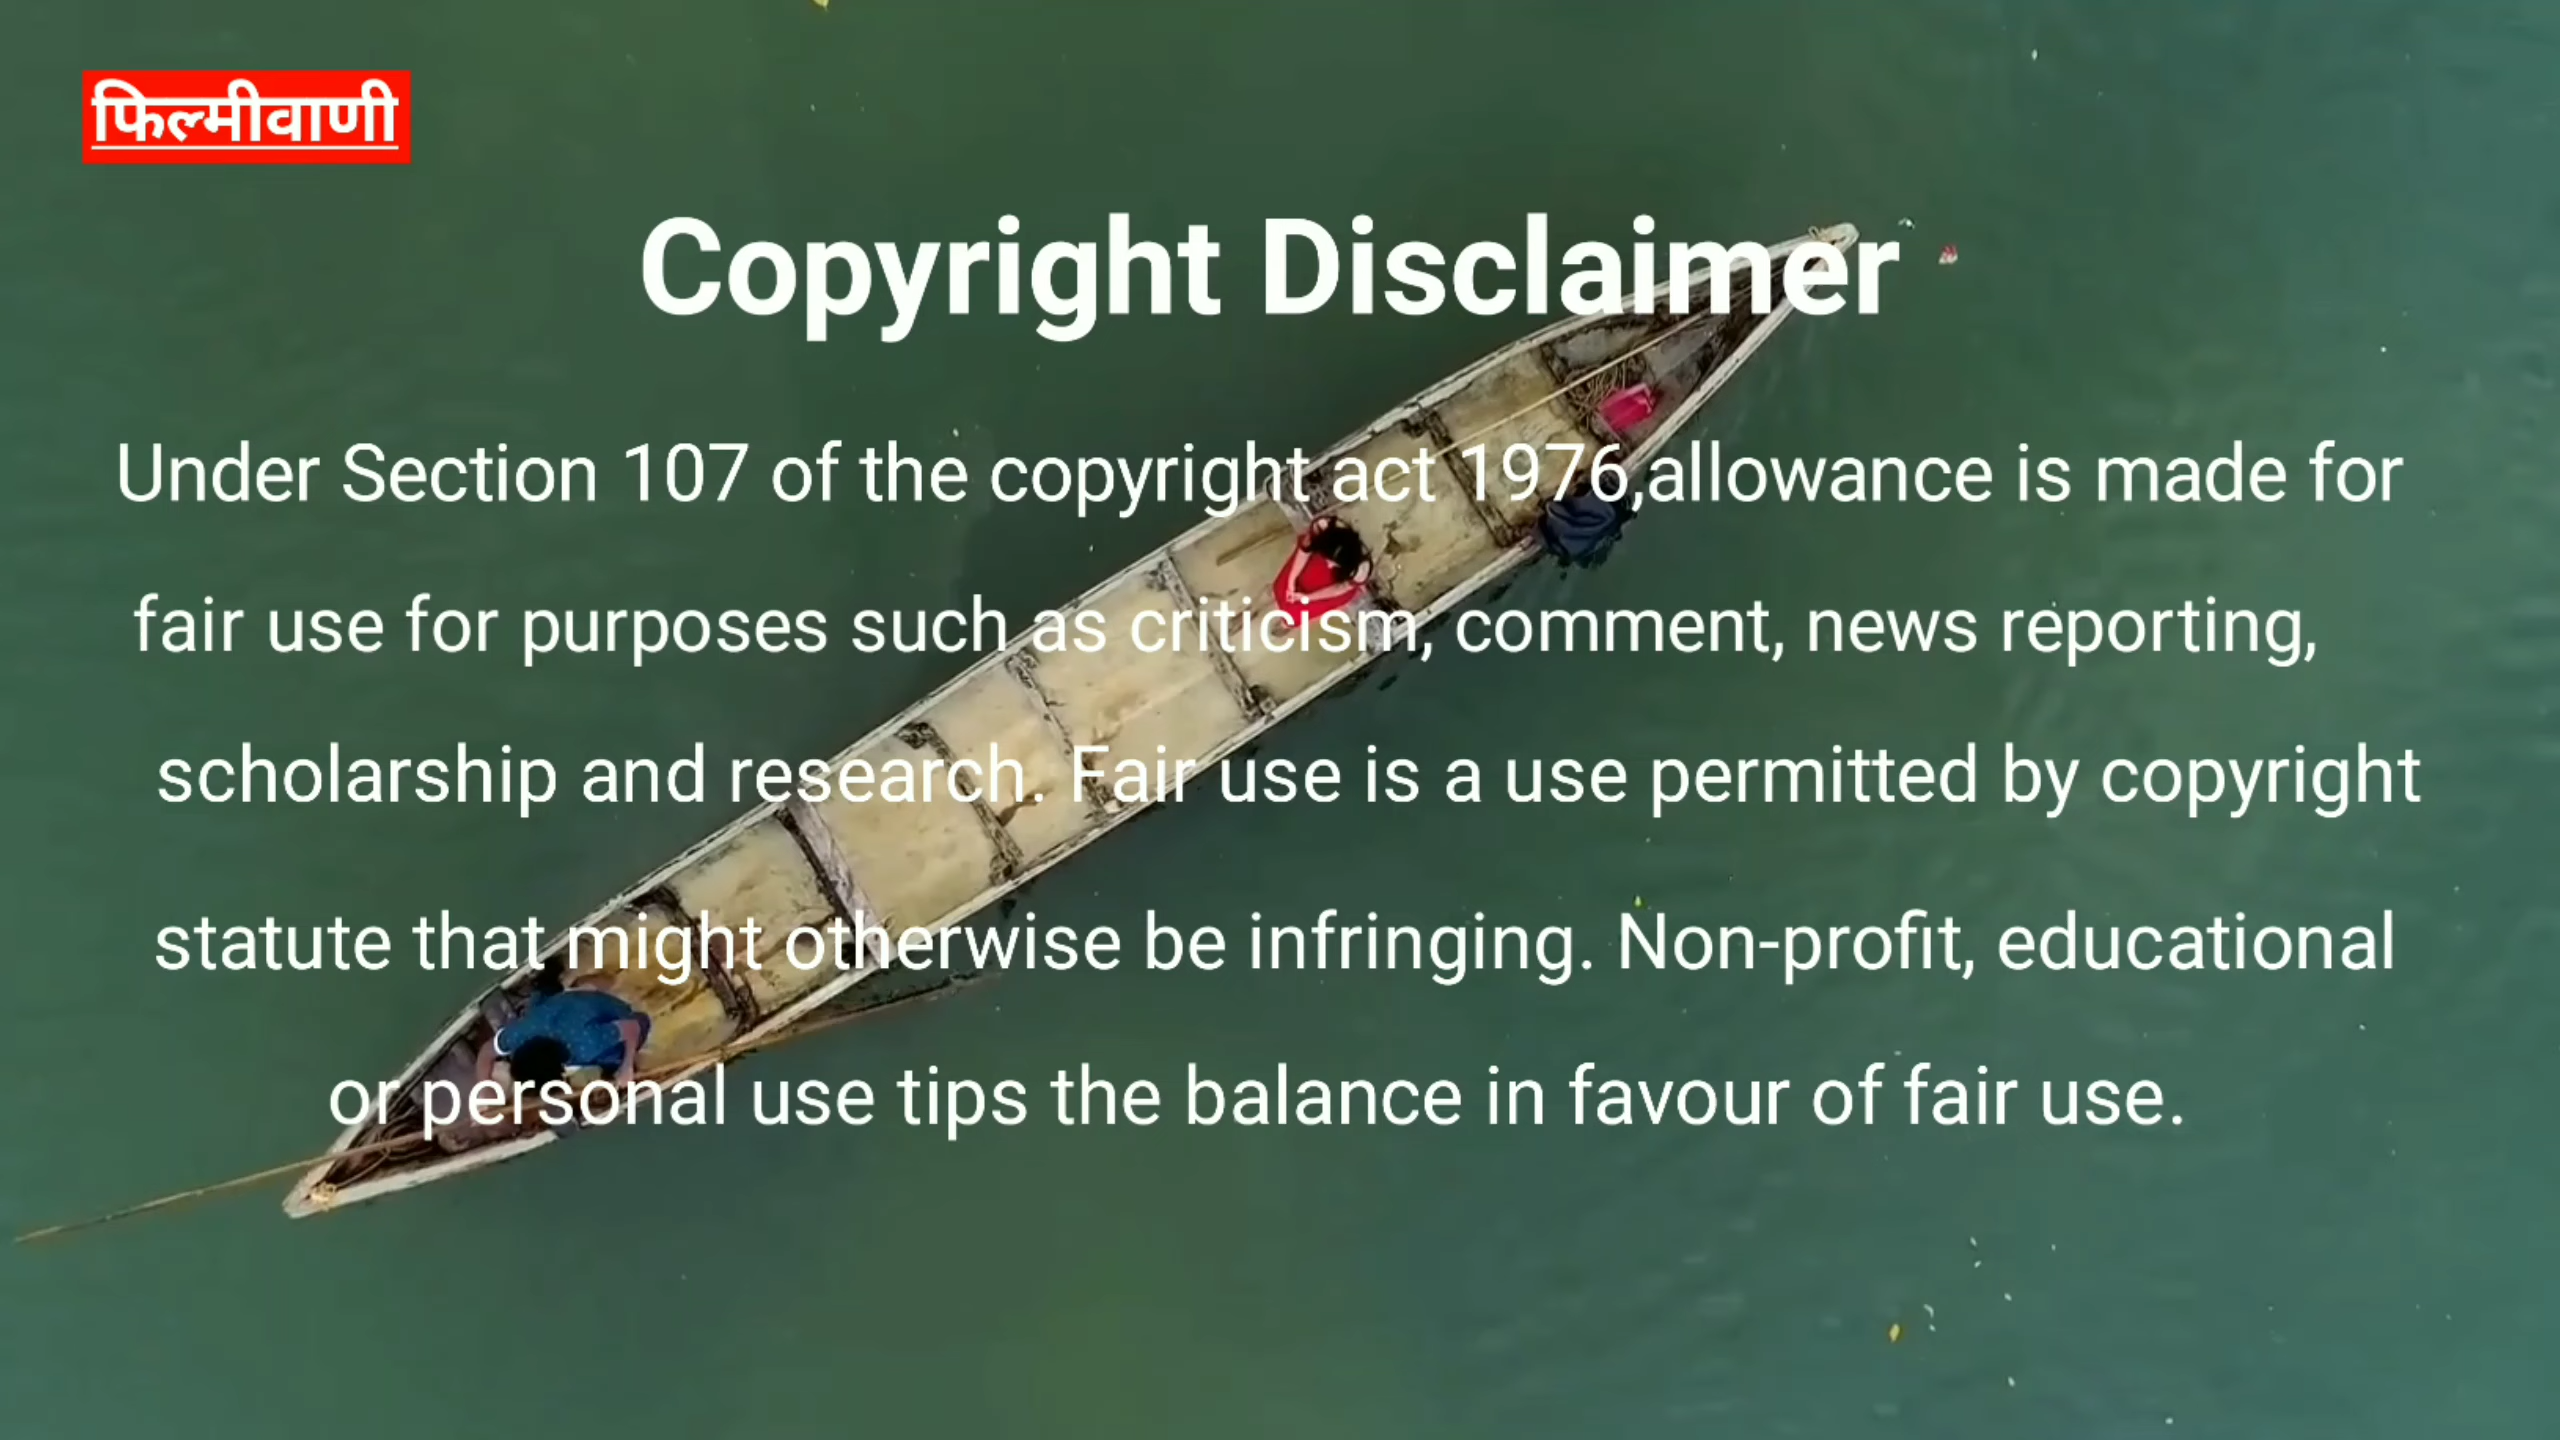 फिल्मीवाणी
Copyright Disclaimer
Under Section 107 of the copyright act 1976,allowance is made for
fair use for purposes such as criticism, comment, news reporting,
scholarship and research. Fair use is a use permitted by copyright
statute that might otherwise be infringing. Non-profit, educational
or personal use tips the balance in favour of fair use.